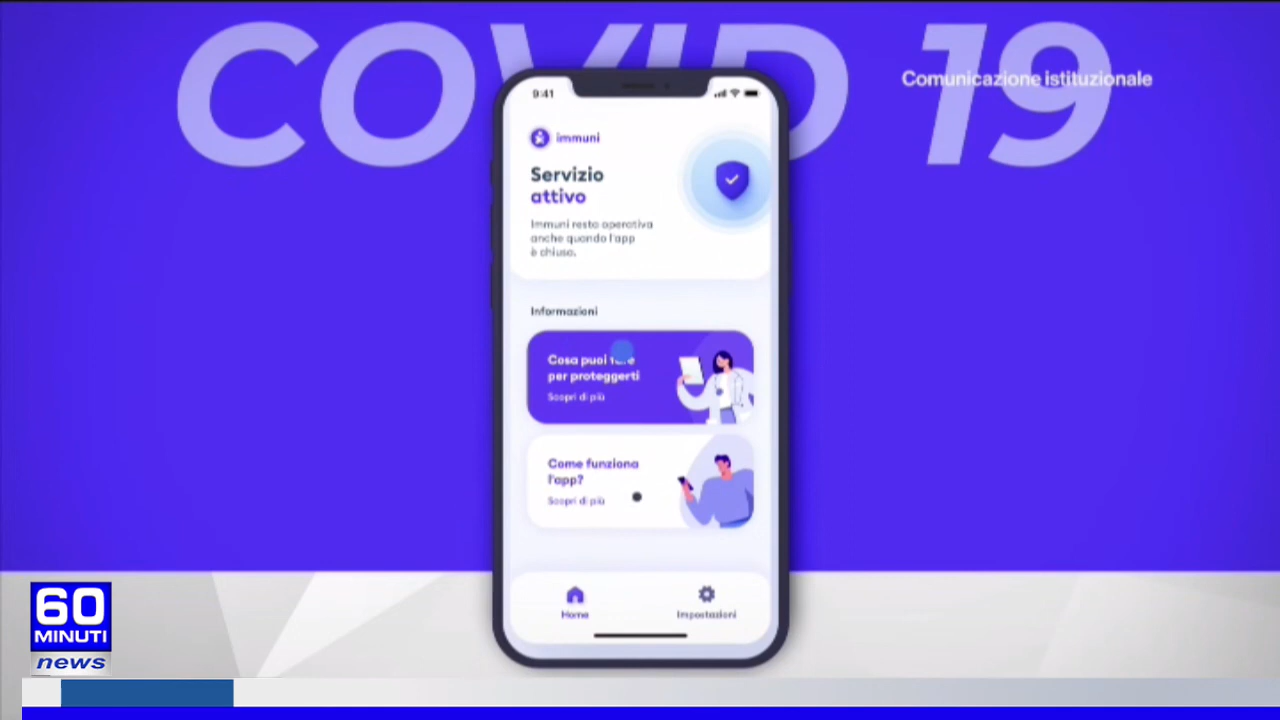 COVID 19
Comunicazione istituzionale
9:41
immuni
Servizio
attivo
Immuni resta operativa
anche quando l'app
è chiusa.
Informazioni
Cosa puoi fare
per proteggerti
Scopri di più
Come funziona
l'app?
Scopri di più
Home
Impostazioni
60
MINUTI
news